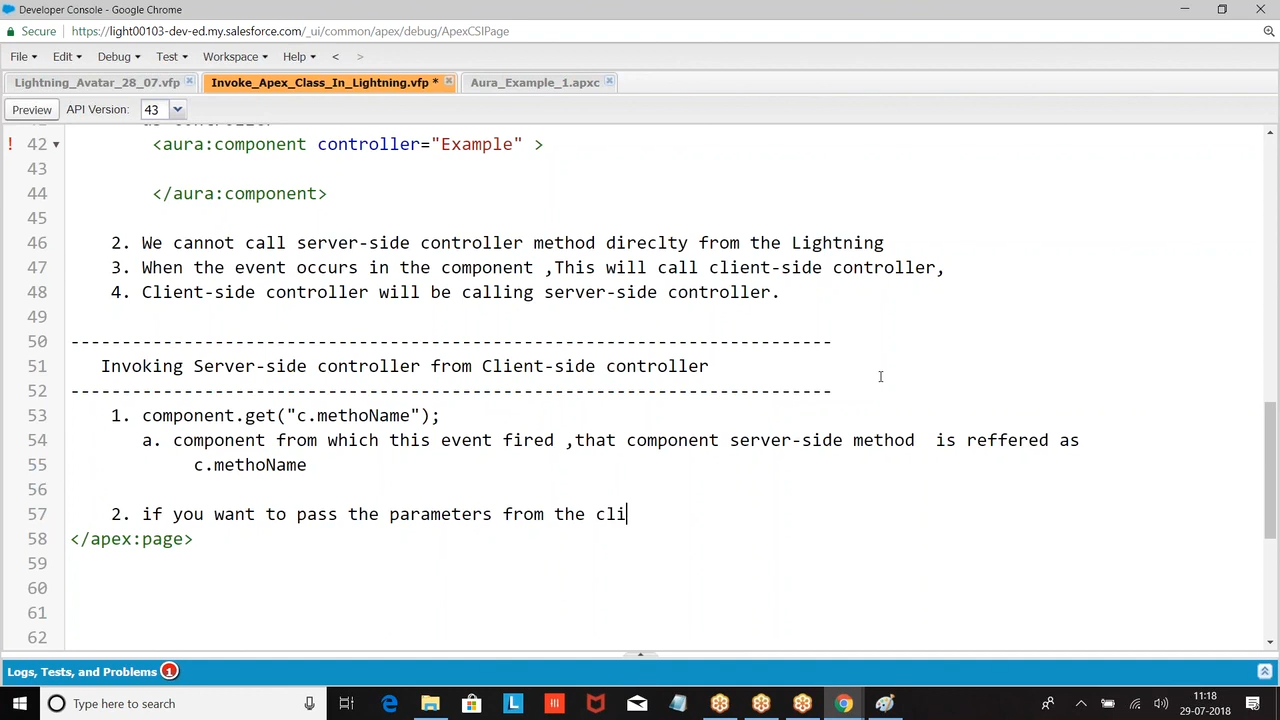 Developer Console - Google Chrome
Secure https://light00103-dev-ed.my.salesforce.com/_ui/common/apex/debug/ApexCSIPage
File Edit Debug Test Workspace Help < >
Lightning_Avatar_28_07.vfp Invoke_Apex_Class_In_Lightning.vfp * Aura_Example_1.apxc
Preview API Version: 43
42 <aura:component controller="Example" >
43
44 </aura:component>
45
46 2. We cannot call server-side controller method direclty from the Lightning
47 3. When the event occurs in the component ,This will call client-side controller,
48 4. Client-side controller will be calling server-side controller.
49
50 --------------------------------------------------------------------------
51 Invoking Server-side controller from Client-side controller
52 --------------------------------------------------------------------------
53 1. component.get("c.methoName");
54 a. component from which this event fired ,that component server-side method is reffered as
55 c.methoName
56
57 2. if you want to pass the parameters from the cli
58 </apex:page>
59
60
61
62
Logs, Tests, and Problems 1
Type here to search
11:18
29-07-2018